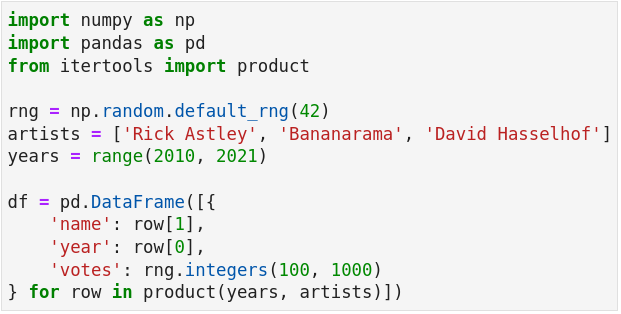 import numpy as np
import pandas as pd
from itertools import product

rng = np.random.default_rng(42)
artists = ['Rick Astley', 'Bananarama', 'David Hasselhof']
years = range(2010, 2021)

df = pd.DataFrame([{
    'name': row[1],
    'year': row[0],
    'votes': rng.integers(100, 1000)
} for row in product(years, artists)])